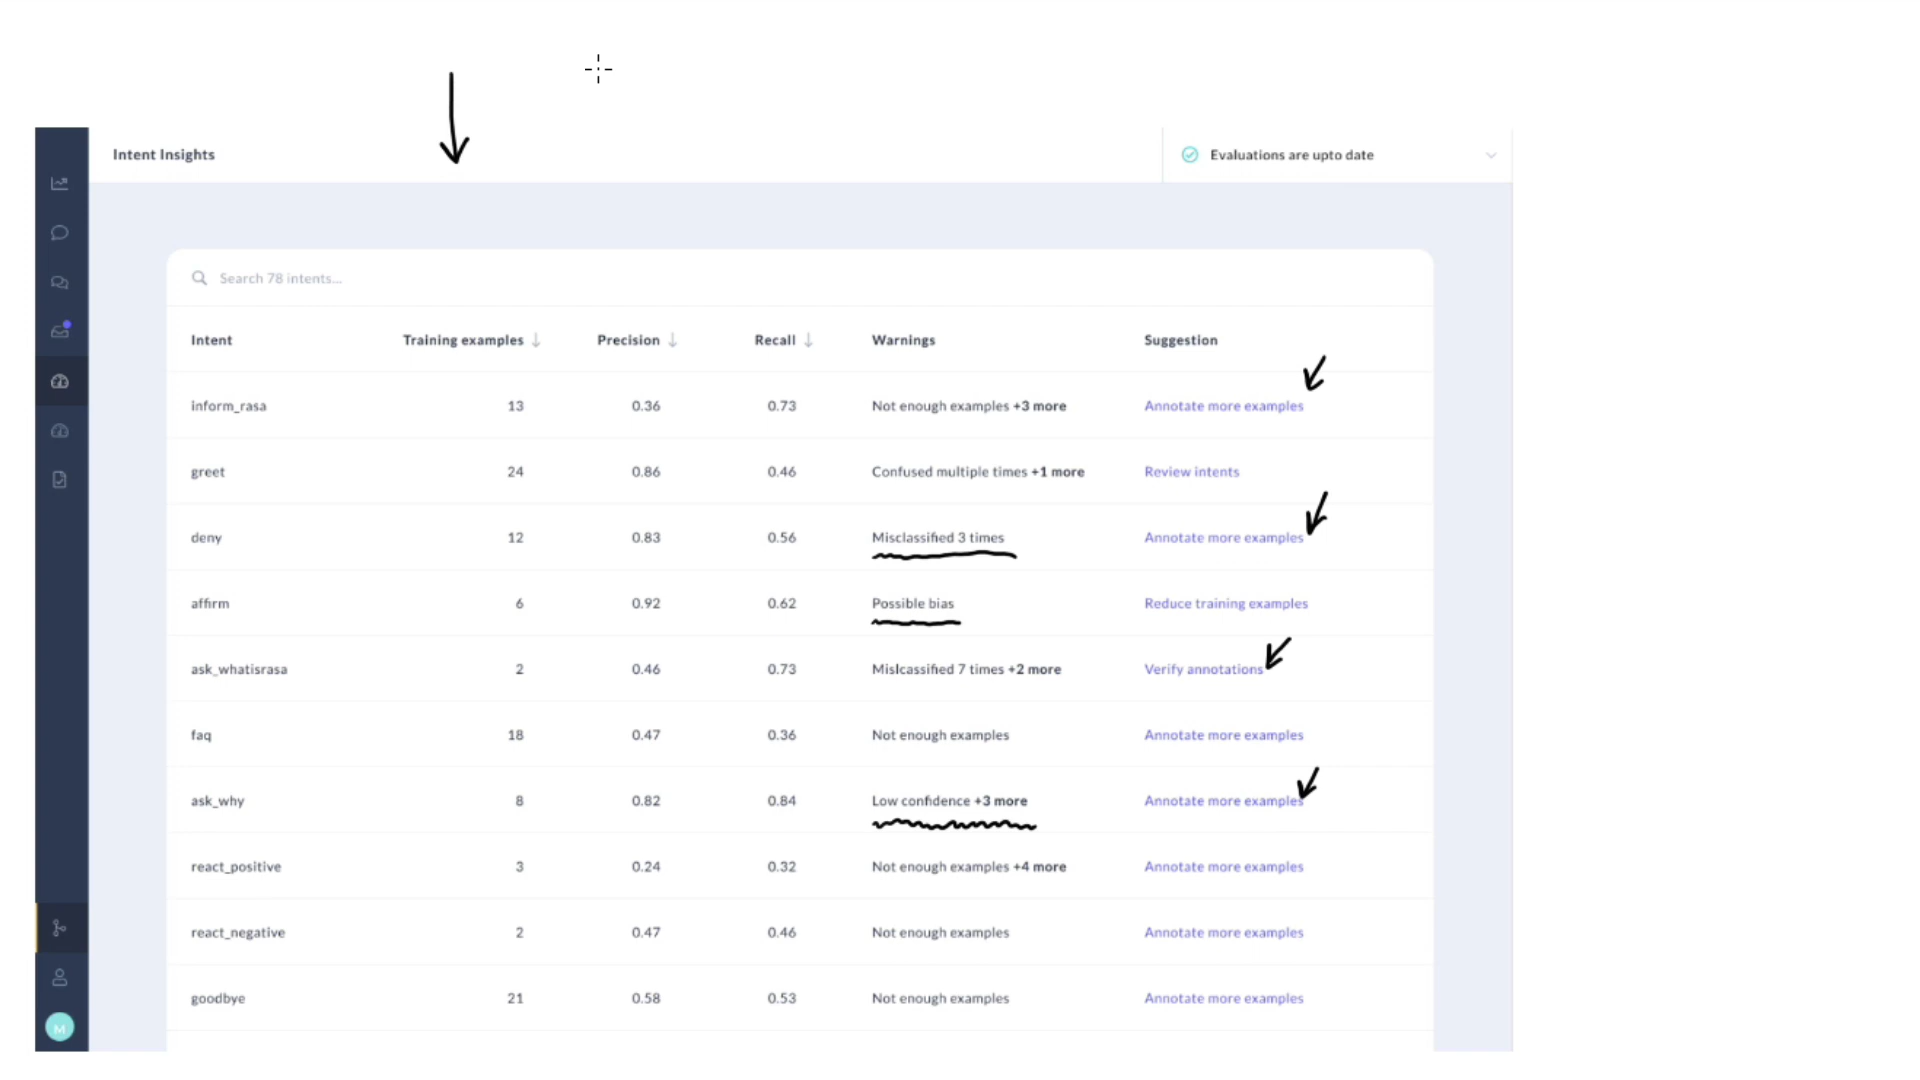 Intent Insights Evaluations are upto date
Search 78 intents...
Intent Training examples Precision Recall Warnings Suggestion
inform_rasa 13 0.36 0.73 Not enough examples +3 more Annotate more examples
greet 24 0.86 0.46 Confused multiple times +1 more Review intents
deny 12 0.83 0.56 Misclassified 3 times Annotate more examples
affirm 6 0.92 0.62 Possible bias Reduce training examples
ask_whatisrasa 2 0.46 0.73 Mislcassified 7 times +2 more Verify annotations
faq 18 0.47 0.36 Not enough examples Annotate more examples
ask_why 8 0.82 0.84 Low confidence +3 more Annotate more examples
react_positive 3 0.24 0.32 Not enough examples +4 more Annotate more examples
react_negative 2 0.47 0.46 Not enough examples Annotate more examples
goodbye 21 0.58 0.53 Not enough examples Annotate more examples
M